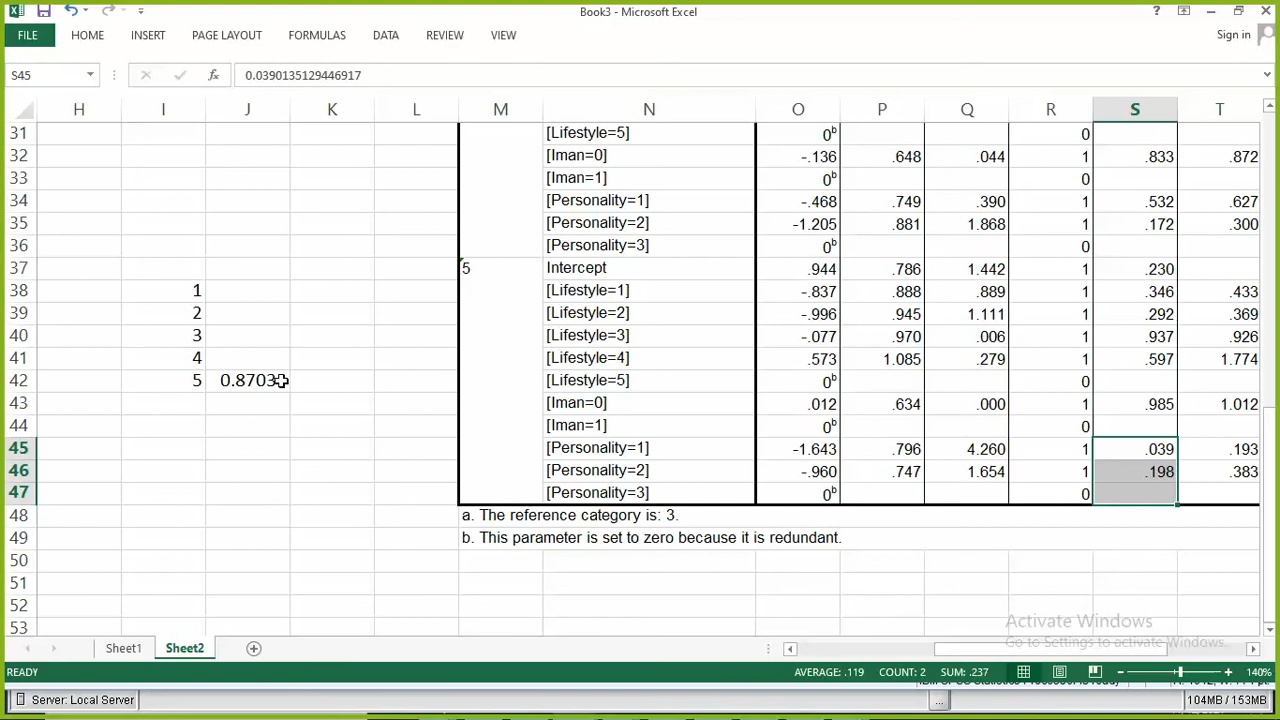 Book3 - Microsoft Excel
?
FILE HOME INSERT PAGE LAYOUT FORMULAS DATA REVIEW VIEW Sign in
S45 fx 0.0390135129446917
H I J K L M N O P Q R S T
31 [Lifestyle=5] 0b 0
32 [Iman=0] -.136 .648 .044 1 .833 .872
33 [Iman=1] 0b 0
34 [Personality=1] -.468 .749 .390 1 .532 .627
35 [Personality=2] -1.205 .881 1.868 1 .172 .300
36 [Personality=3] 0b 0
37 5 Intercept .944 .786 1.442 1 .230
38 1 [Lifestyle=1] -.837 .888 .889 1 .346 .433
39 2 [Lifestyle=2] -.996 .945 1.111 1 .292 .369
40 3 [Lifestyle=3] -.077 .970 .006 1 .937 .926
41 4 [Lifestyle=4] .573 1.085 .279 1 .597 1.774
42 5 0.8703 [Lifestyle=5] 0b 0
43 [Iman=0] .012 .634 .000 1 .985 1.012
44 [Iman=1] 0b 0
45 [Personality=1] -1.643 .796 4.260 1 .039 .193
46 [Personality=2] -.960 .747 1.654 1 .198 .383
47 [Personality=3] 0b 0
48 a. The reference category is: 3.
49 b. This parameter is set to zero because it is redundant.
50
51
52
53
Activate Windows
Go to Settings to activate Windows.
Sheet1 Sheet2
READY AVERAGE: .119 COUNT: 2 SUM: .237 140%
Server: Local Server ... 104MB / 153MB